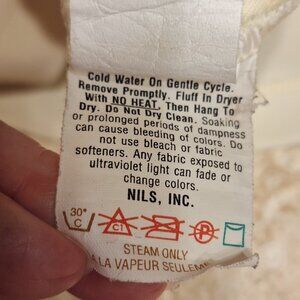 Cold Water On Gentle Cycle.
Remove Promptly. Fluff In Dryer
With NO HEAT, Then Hang To
Dry. Do Not Dry Clean. Soaking
or prolonged periods of dampness
can cause bleeding of colors. Do
not use bleach or fabric
softeners. Any fabric exposed to
ultraviolet light can fade or
change colors.
NILS, INC.
30°
C
Cl
P
STEAM ONLY
A LA VAPEUR SEULEME